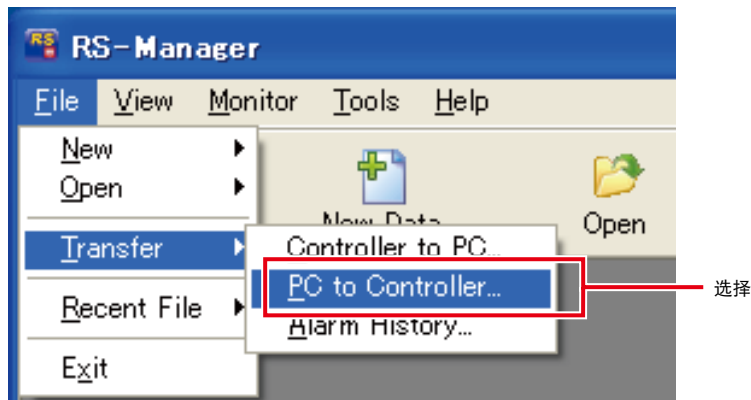 RS
RS-Manager
File View Monitor Tools Help
New
Open
New Data
Open
Transfer
Controller to PC...
PC to Controller...
选择
Alarm History...
Recent File
Exit